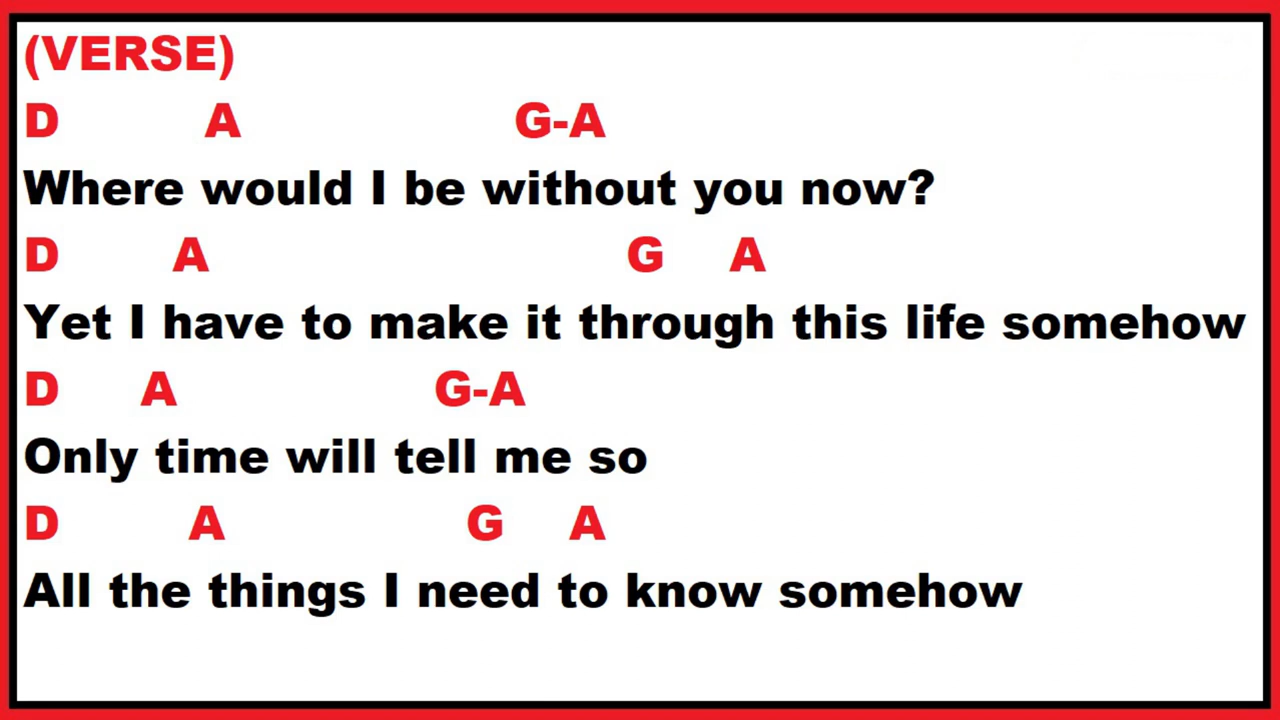 (VERSE)
D A G-A
Where would I be without you now?
D A G A
Yet I have to make it through this life somehow
D A G-A
Only time will tell me so
D A G A
All the things I need to know somehow